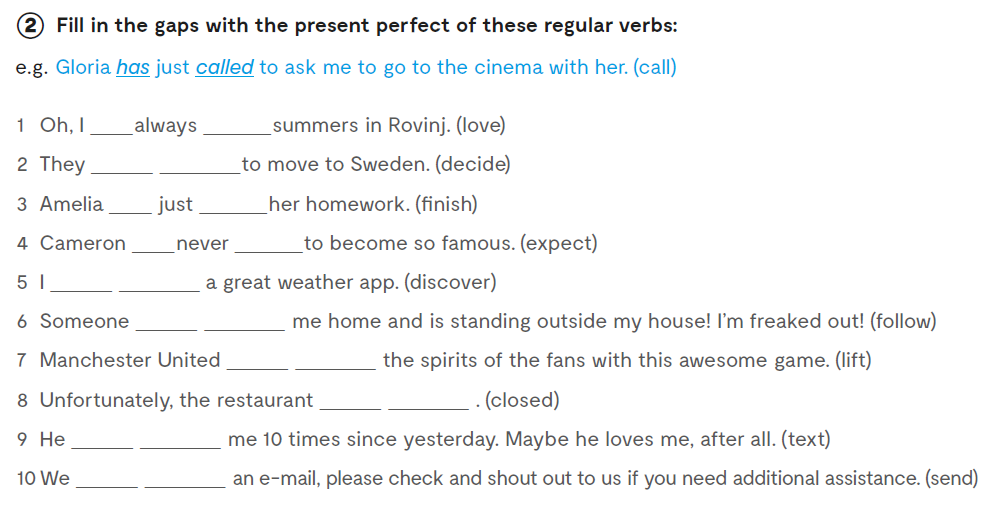 2 Fill in the gaps with the present perfect of these regular verbs:
e.g. Gloria has just called to ask me to go to the cinema with her. (call)
1 Oh, I ____always ______summers in Rovinj. (love)
2 They ______ ________to move to Sweden. (decide)
3 Amelia ____ just ______her homework. (finish)
4 Cameron ____never ______to become so famous. (expect)
5 I ______ ________ a great weather app. (discover)
6 Someone ______ ________ me home and is standing outside my house! I'm freaked out! (follow)
7 Manchester United ______ ________ the spirits of the fans with this awesome game. (lift)
8 Unfortunately, the restaurant ______ ________ . (closed)
9 He ______ ________ me 10 times since yesterday. Maybe he loves me, after all. (text)
10 We ______ ________ an e-mail, please check and shout out to us if you need additional assistance. (send)